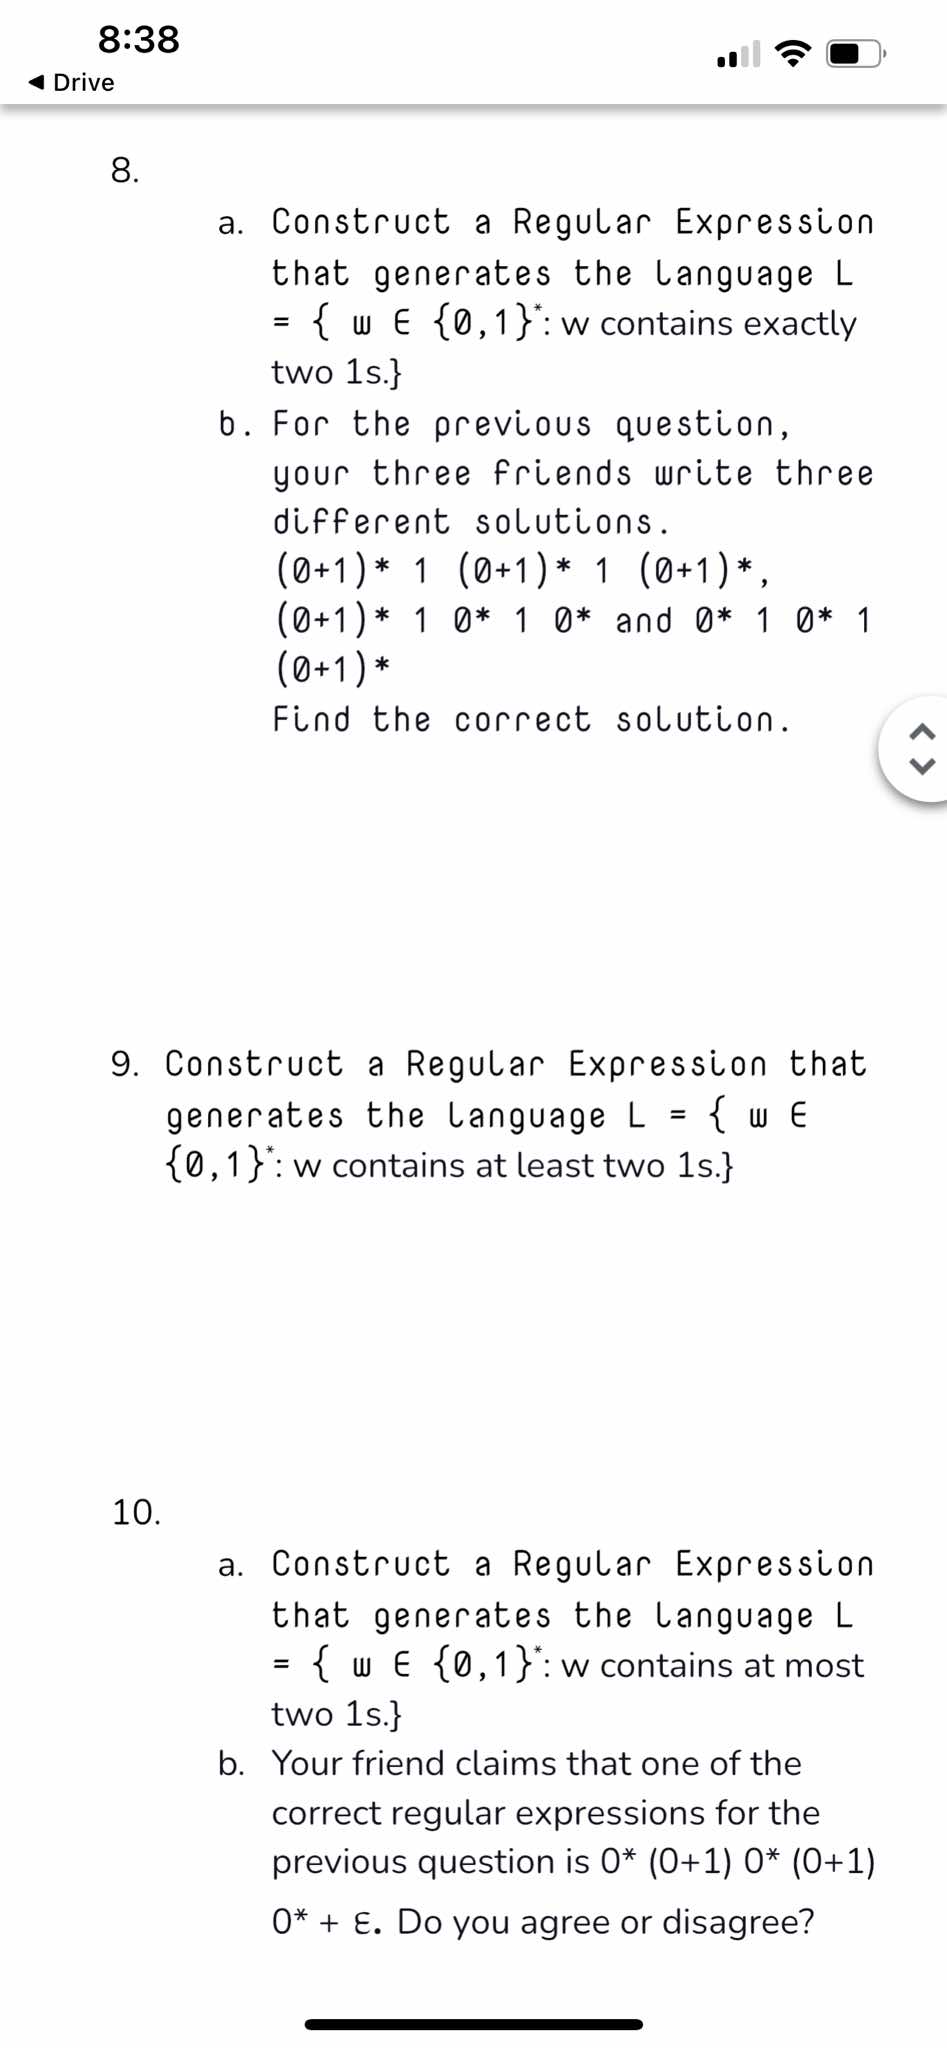 8:38
◀ Drive
8.
a. Construct a Regular Expression
that generates the language L
= { w ∈ {0,1}*: w contains exactly
two 1s.}
b. For the previous question,
your three friends write three
different solutions.
(0+1)* 1 (0+1)* 1 (0+1)*,
(0+1)* 1 0* 1 0* and 0* 1 0* 1
(0+1)*
Find the correct solution.
9. Construct a Regular Expression that
generates the language L = { w ∈
{0,1}*: w contains at least two 1s.}
10.
a. Construct a Regular Expression
that generates the language L
= { w ∈ {0,1}*: w contains at most
two 1s.}
b. Your friend claims that one of the
correct regular expressions for the
previous question is 0* (0+1) 0* (0+1)
0* + ε. Do you agree or disagree?